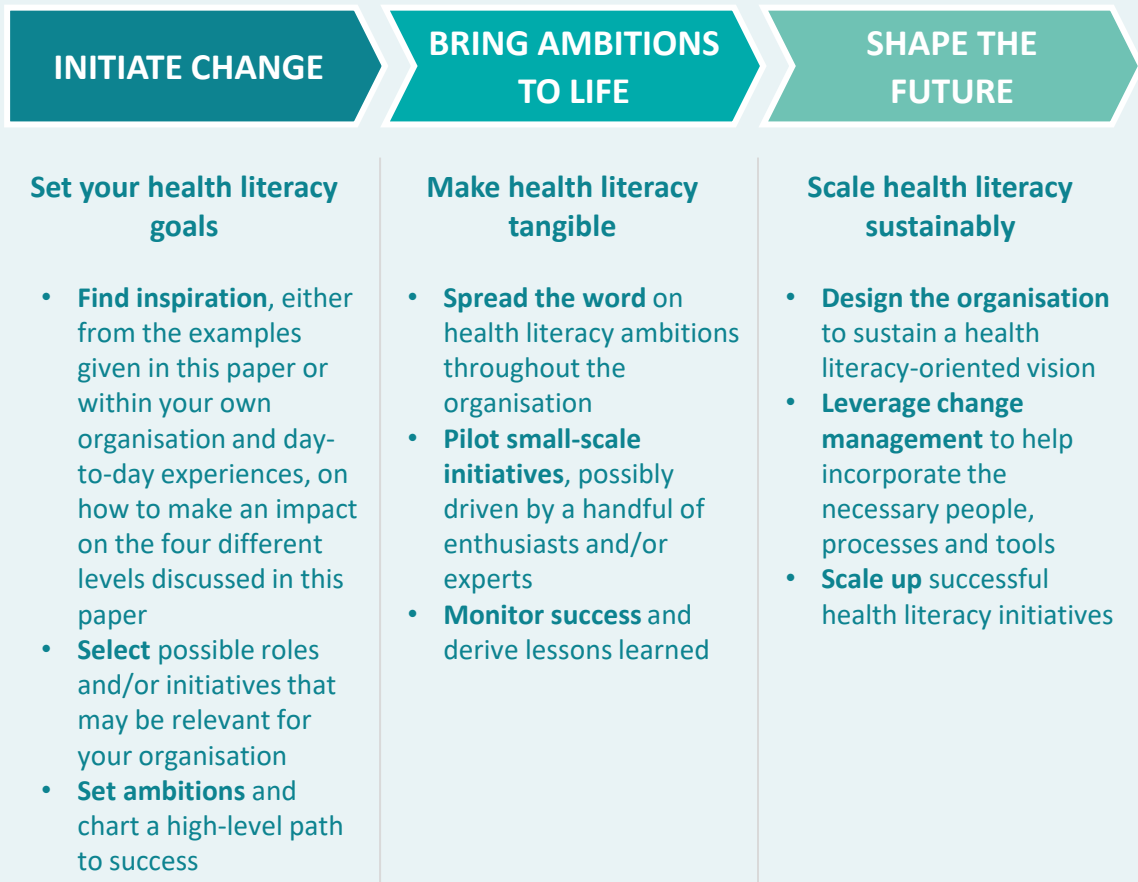 INITIATE CHANGE
BRING AMBITIONS
TO LIFE
SHAPE THE
FUTURE
Set your health literacy
goals
• Find inspiration, either
from the examples
given in this paper or
within your own
organisation and day-
to-day experiences, on
how to make an impact
on the four different
levels discussed in this
paper
• Select possible roles
and/or initiatives that
may be relevant for
your organisation
• Set ambitions and
chart a high-level path
to success
Make health literacy
tangible
• Spread the word on
health literacy ambitions
throughout the
organisation
• Pilot small-scale
initiatives, possibly
driven by a handful of
enthusiasts and/or
experts
• Monitor success and
derive lessons learned
Scale health literacy
sustainably
• Design the organisation
to sustain a health
literacy-oriented vision
• Leverage change
management to help
incorporate the
necessary people,
processes and tools
• Scale up successful
health literacy initiatives